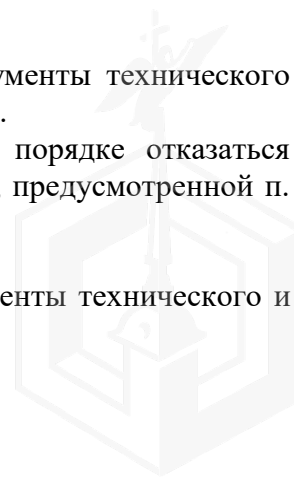 ументы технического
.
порядке отказаться
предусмотренной п.
енты технического и